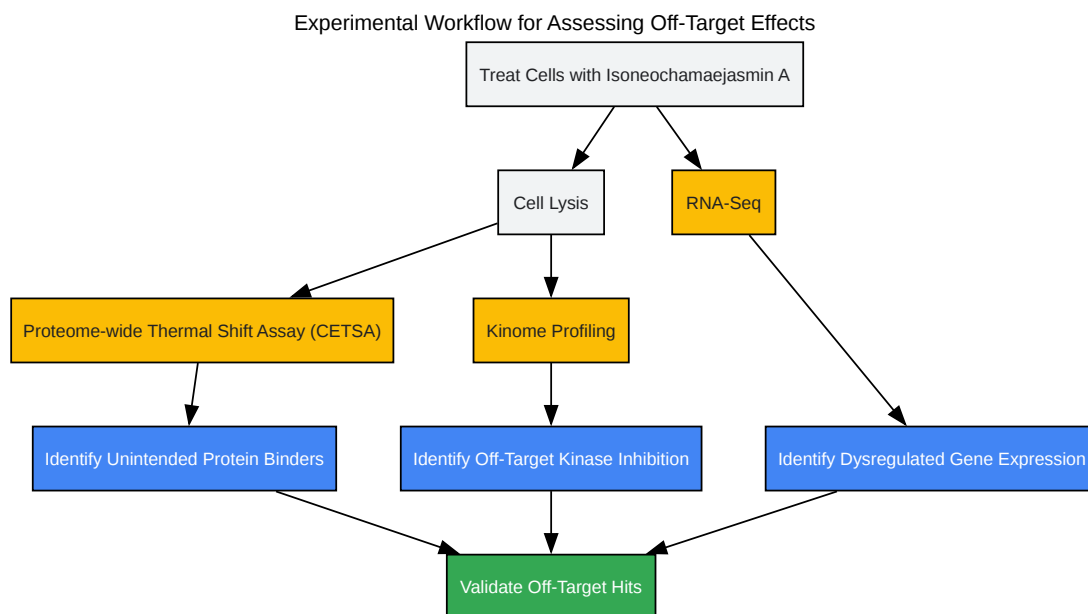 Experimental Workflow for Assessing Off-Target Effects
Treat Cells with Isoneochamaejasmin A
Cell Lysis
RNA-Seq
Proteome-wide Thermal Shift Assay (CETSA)
Kinome Profiling
Identify Unintended Protein Binders
Identify Off-Target Kinase Inhibition
Identify Dysregulated Gene Expression
Validate Off-Target Hits